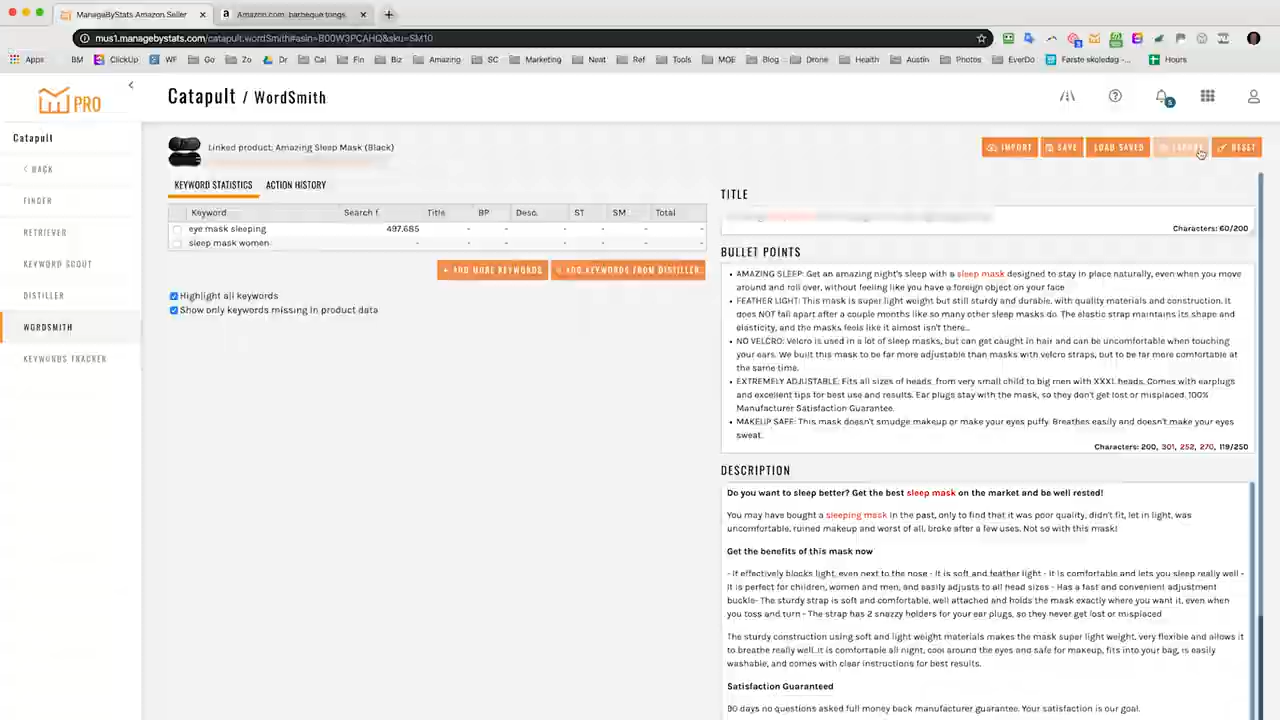 ManageByStats Amazon Seller
Amazon.com: barbeque tongs
mus1.managebystats.com/catapult.wordSmith#asin=B00W3PCAHQ&sku=SM10
Apps BM ClickUp WF Go Zo Dr Cal Fin Biz Amazing SC Marketing Neat Ref Tools MOE Blog Drone Health Austin Photos EverDo Første skoledag -... Hours
PRO
Catapult / WordSmith
5
Catapult
< BACK
FINDER
RETRIEVER
KEYWORD SCOUT
DISTILLER
WORDSMITH
KEYWORDS TRACKER
Linked product: Amazing Sleep Mask (Black)
IMPORT SAVE LOAD SAVED EXPORT RESET
KEYWORD STATISTICS ACTION HISTORY
Keyword Search f. Title BP Desc. ST SM Total
eye mask sleeping 497,685 - - - - - -
sleep mask women - - - - - - -
+ ADD MORE KEYWORDS + ADD KEYWORDS FROM DISTILLER
Highlight all keywords
Show only keywords missing in product data
TITLE
Characters: 60/200
BULLET POINTS
• AMAZING SLEEP: Get an amazing night's sleep with a sleep mask designed to stay in place naturally, even when you move
around and roll over, without feeling like you have a foreign object on your face
• FEATHER LIGHT: This mask is super light weight but still sturdy and durable, with quality materials and construction. It
does NOT fall apart after a couple months like so many other sleep masks do. The elastic strap maintains its shape and
elasticity, and the masks feels like it almost isn't there...
• NO VELCRO: Velcro is used in a lot of sleep masks, but can get caught in hair and can be uncomfortable when touching
your ears. We built this mask to be far more adjustable than masks with velcro straps, but to be far more comfortable at
the same time.
• EXTREMELY ADJUSTABLE: Fits all sizes of heads, from very small child to big men with XXXL heads. Comes with earplugs
and excellent tips for best use and results. Ear plugs stay with the mask, so they don't get lost or misplaced. 100%
Manufacturer Satisfaction Guarantee.
• MAKEUP SAFE: This mask doesn't smudge makeup or make your eyes puffy. Breathes easily and doesn't make your eyes
sweat.
Characters: 200, 301, 252, 270, 119/250
DESCRIPTION
Do you want to sleep better? Get the best sleep mask on the market and be well rested!
You may have bought a sleeping mask in the past, only to find that it was poor quality, didn't fit, let in light, was
uncomfortable, ruined makeup and worst of all, broke after a few uses. Not so with this mask!
Get the benefits of this mask now
- It effectively blocks light, even next to the nose - It is soft and feather light - It is comfortable and lets you sleep really well -
It is perfect for children, women and men, and easily adjusts to all head sizes - Has a fast and convenient adjustment
buckle- The sturdy strap is soft and comfortable, well attached and holds the mask exactly where you want it, even when
you toss and turn - The strap has 2 snazzy holders for your ear plugs, so they never get lost or misplaced
The sturdy construction using soft and light weight materials makes the mask super light weight, very flexible and allows it
to breathe really well..it is comfortable all night, cool around the eyes and safe for makeup, fits into your bag, is easily
washable, and comes with clear instructions for best results.
Satisfaction Guaranteed
90 days no questions asked full money back manufacturer guarantee. Your satisfaction is our goal.